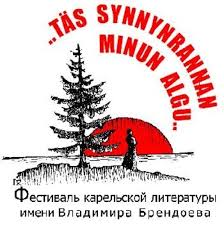 „TÄS SYNNYNRANNAN
MINUN ALGU„
Фестиваль карельской литературы
имени Владимира Брендоева